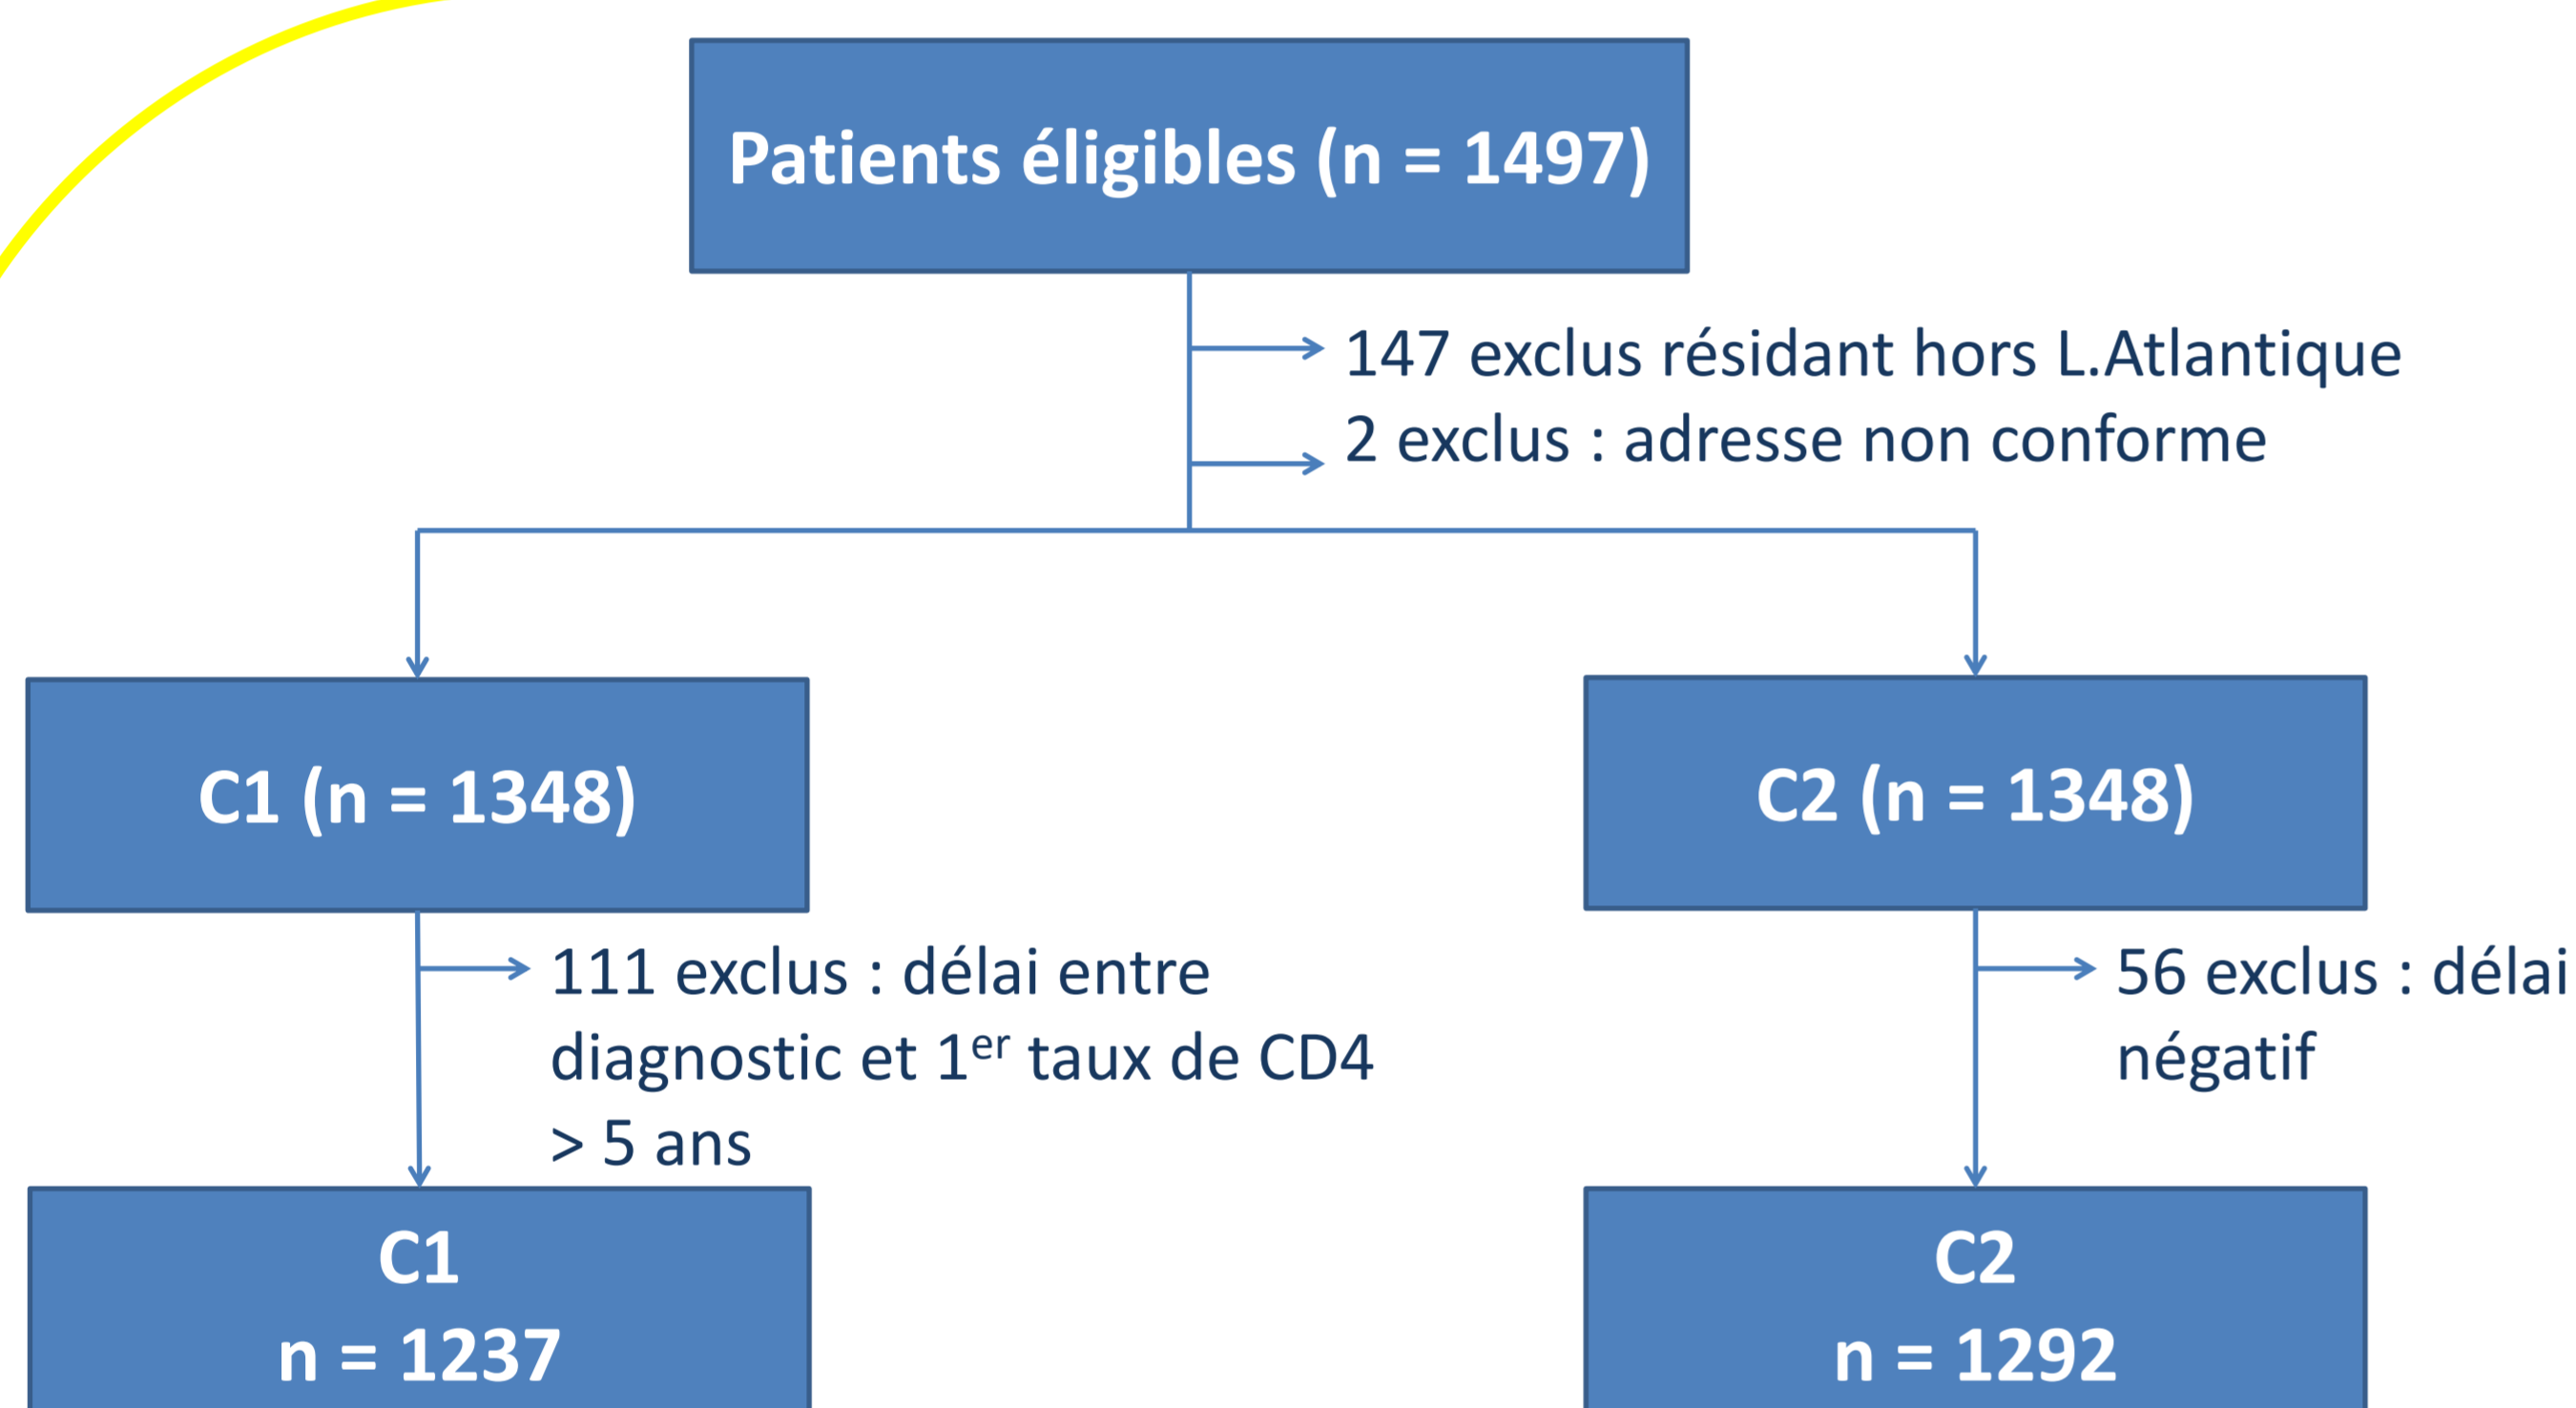 Patients éligibles (n = 1497)
147 exclus résidant hors L.Atlantique
2 exclus : adresse non conforme
C1 (n = 1348)
C2 (n = 1348)
111 exclus : délai entre
diagnostic et 1er taux de CD4
> 5 ans
56 exclus : délai
négatif
C1
n = 1237
C2
n = 1292